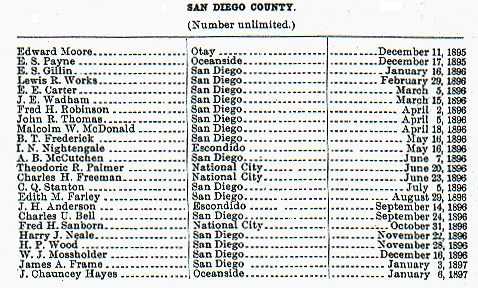 SAN DIEGO COUNTY.
(Number unlimited.)
Edward Moore Otay December 11, 1895
E. S. Payne Oceanside December 17, 1895
E. S. Giffin San Diego January 16, 1896
Lewis R. Works San Diego February 29, 1896
E. E. Carter San Diego March 5, 1896
J. E. Wadham San Diego March 15, 1896
Fred H. Robinson San Diego April 2, 1896
John R. Thomas San Diego April 5, 1896
Malcolm W. McDonald San Diego April 18, 1896
B. T. Frederick San Diego May 16, 1896
I. N. Nightengale Escondido May 16, 1896
A. B. McCutchen San Diego June 7, 1896
Theodoric R. Palmer National City June 20, 1896
Charles H. Freeman National City June 23, 1896
C. Q. Stanton San Diego July 5, 1896
Edith M. Farley San Diego August 29, 1896
J. H. Anderson Escondido September 14, 1896
Charles U. Bell San Diego September 24, 1896
Fred H. Sanborn National City October 31, 1896
Harry J. Neale San Diego November 22, 1896
H. P. Wood San Diego November 28, 1896
W. J. Mossholder San Diego December 16, 1896
James A. Frame San Diego January 3, 1897
J. Chauncey Hayes Oceanside January 6, 1897